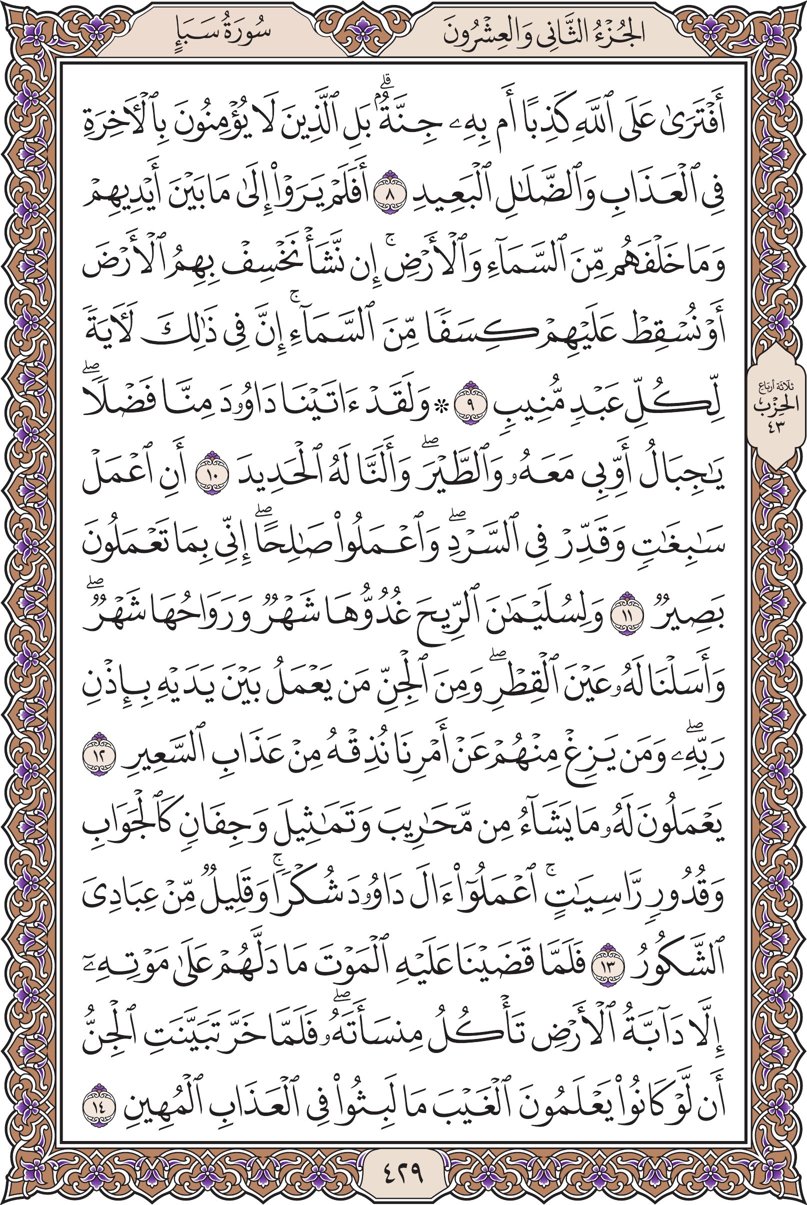 الجُزْءُ الثَّانِي وَالعِشْرُونَ
سُورَةُ سَبَإٍ
أَفْتَرَىٰ عَلَى ٱللَّهِ كَذِبًا أَم بِهِۦ جِنَّةُۢۗ بَلِ ٱلَّذِينَ لَا يُؤْمِنُونَ بِٱلْأٓخِرَةِ
فِي ٱلْعَذَابِ وَٱلضَّلَٰلِ ٱلْبَعِيدِ ٨ أَفَلَمْ يَرَوْا۟ إِلَىٰ مَا بَيْنَ أَيْدِيهِمْ
وَمَا خَلْفَهُم مِّنَ ٱلسَّمَآءِ وَٱلْأَرْضِۚ إِن نَّشَأْ نَخْسِفْ بِهِمُ ٱلْأَرْضَ
أَوْ نُسْقِطْ عَلَيْهِمْ كِسَفًا مِّنَ ٱلسَّمَآءِۚ إِنَّ فِي ذَٰلِكَ لَأٓيَةً
لِّكُلِّ عَبْدٍ مُّنِيبٍ ٩ ۞ وَلَقَدْ ءَاتَيْنَا دَاوُۥدَ مِنَّا فَضْلًاۖ
يَٰجِبَالُ أَوِّبِي مَعَهُۥ وَٱلطَّيْرَۖ وَأَلَنَّا لَهُ ٱلْحَدِيدَ ١٠ أَنِ ٱعْمَلْ
سَٰبِغَٰتٍ وَقَدِّرْ فِي ٱلسَّرْدِۖ وَٱعْمَلُوا۟ صَٰلِحًاۖ إِنِّي بِمَا تَعْمَلُونَ
بَصِيرٌ ١١ وَلِسُلَيْمَٰنَ ٱلرِّيحَ غُدُوُّهَا شَهْرٌ وَرَوَاحُهَا شَهْرٌۖ
وَأَسَلْنَا لَهُۥ عَيْنَ ٱلْقِطْرِۖ وَمِنَ ٱلْجِنِّ مَن يَعْمَلُ بَيْنَ يَدَيْهِ بِإِذْنِ
رَبِّهِۦۖ وَمَن يَزِغْ مِنْهُمْ عَنْ أَمْرِنَا نُذِقْهُ مِنْ عَذَابِ ٱلسَّعِيرِ ١٢
يَعْمَلُونَ لَهُۥ مَا يَشَآءُ مِن مَّحَٰرِيبَ وَتَمَٰثِيلَ وَجِفَانٍ كَٱلْجَوَابِ
وَقُدُورٍ رَّاسِيَٰتٍۚ ٱعْمَلُوٓا۟ ءَالَ دَاوُۥدَ شُكْرًاۚ وَقَلِيلٌ مِّنْ عِبَادِيَ
ٱلشَّكُورُ ١٣ فَلَمَّا قَضَيْنَا عَلَيْهِ ٱلْمَوْتَ مَا دَلَّهُمْ عَلَىٰ مَوْتِهِۦٓ
إِلَّا دَآبَّةُ ٱلْأَرْضِ تَأْكُلُ مِنسَأَتَهُۥۖ فَلَمَّا خَرَّ تَبَيَّنَتِ ٱلْجِنُّ
أَن لَّوْ كَانُوا۟ يَعْلَمُونَ ٱلْغَيْبَ مَا لَبِثُوا۟ فِي ٱلْعَذَابِ ٱلْمُهِينِ ١٤
ثلاثة أرباع
الحِزْب
٤٣
٤٢٩